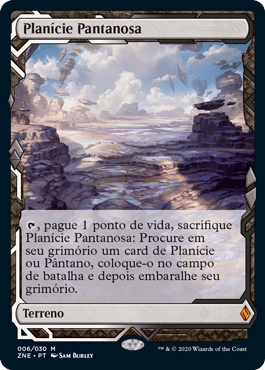 Planície Pantanosa
, pague 1 ponto de vida, sacrifique
Planície Pantanosa: Procure em
seu grimório um card de Planície
ou Pântano, coloque-o no campo
de batalha e depois embaralhe seu
grimório.
Terreno
006/030 M
ZNE • PT SAM BURLEY
™ & © 2020 Wizards of the Coast